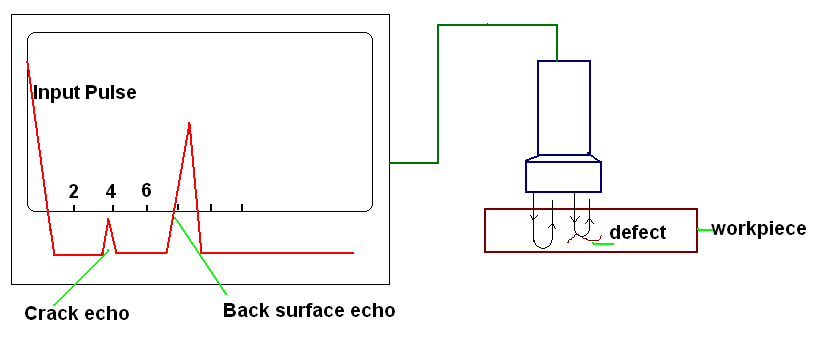 Input Pulse
2 4 6
defect
workpiece
Crack echo
Back surface echo